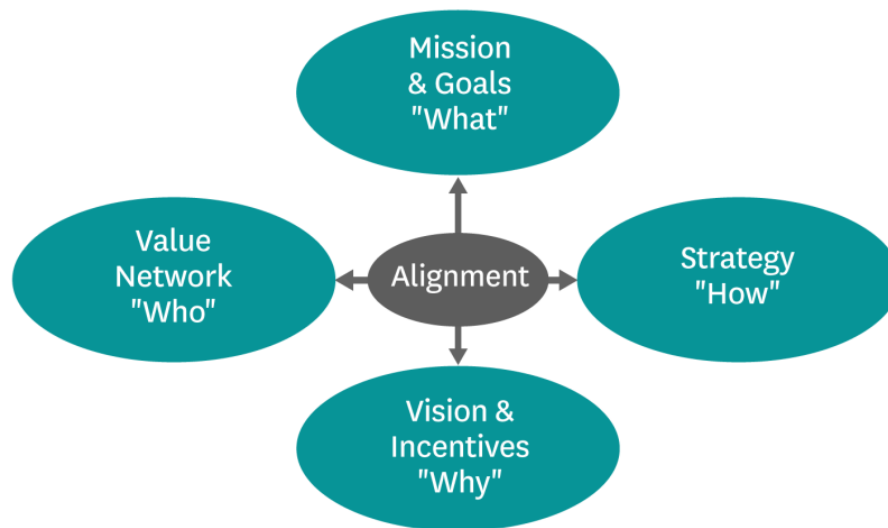 Mission
& Goals
"What"
Value
Network
"Who"
Alignment
Strategy
"How"
Vision &
Incentives
"Why"